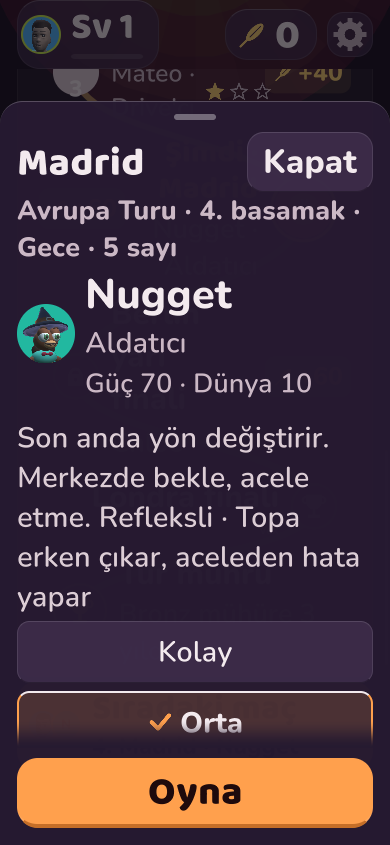 Sv 1
0
3
Mateo ·
+40
Madrid
Kapat
Avrupa Turu · 4. basamak ·
Gece · 5 sayı
Nugget
Aldatıcı
Güç 70 · Dünya 10
Son anda yön değiştirir.
Merkezde bekle, acele
etme. Refleksli · Topa
erken çıkar, aceleden hata
yapar
Kolay
Orta
Oyna